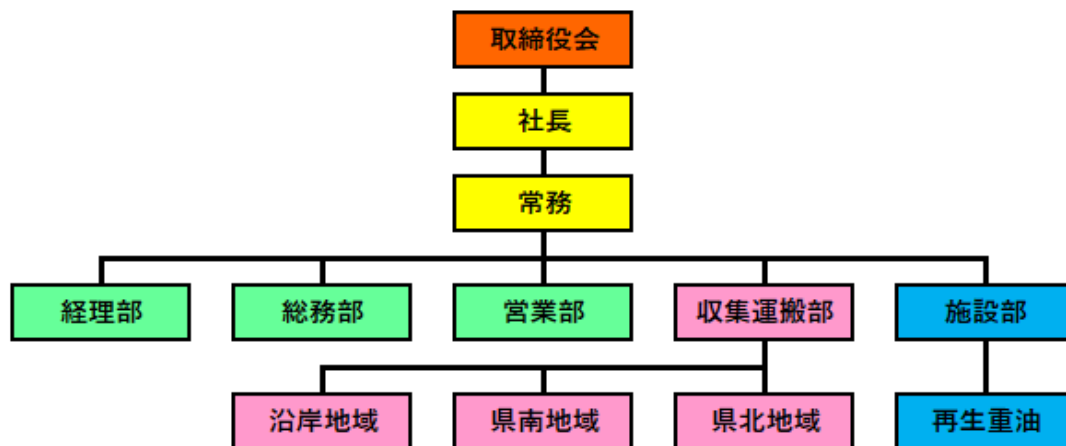 取締役会
社長
常務
経理部
総務部
営業部
収集運搬部
施設部
沿岸地域
県南地域
県北地域
再生重油